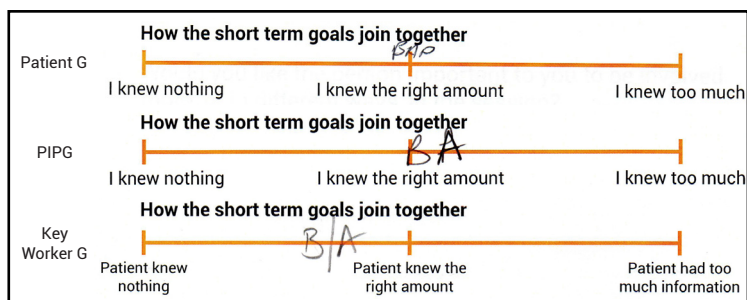 How the short term goals join together
Patient G
I knew nothing I knew the right amount I knew too much
How the short term goals join together
PIPG
B A
I knew nothing I knew the right amount I knew too much
How the short term goals join together
Key
Worker G
B/A
Patient knew nothing Patient knew the right amount Patient had too much information